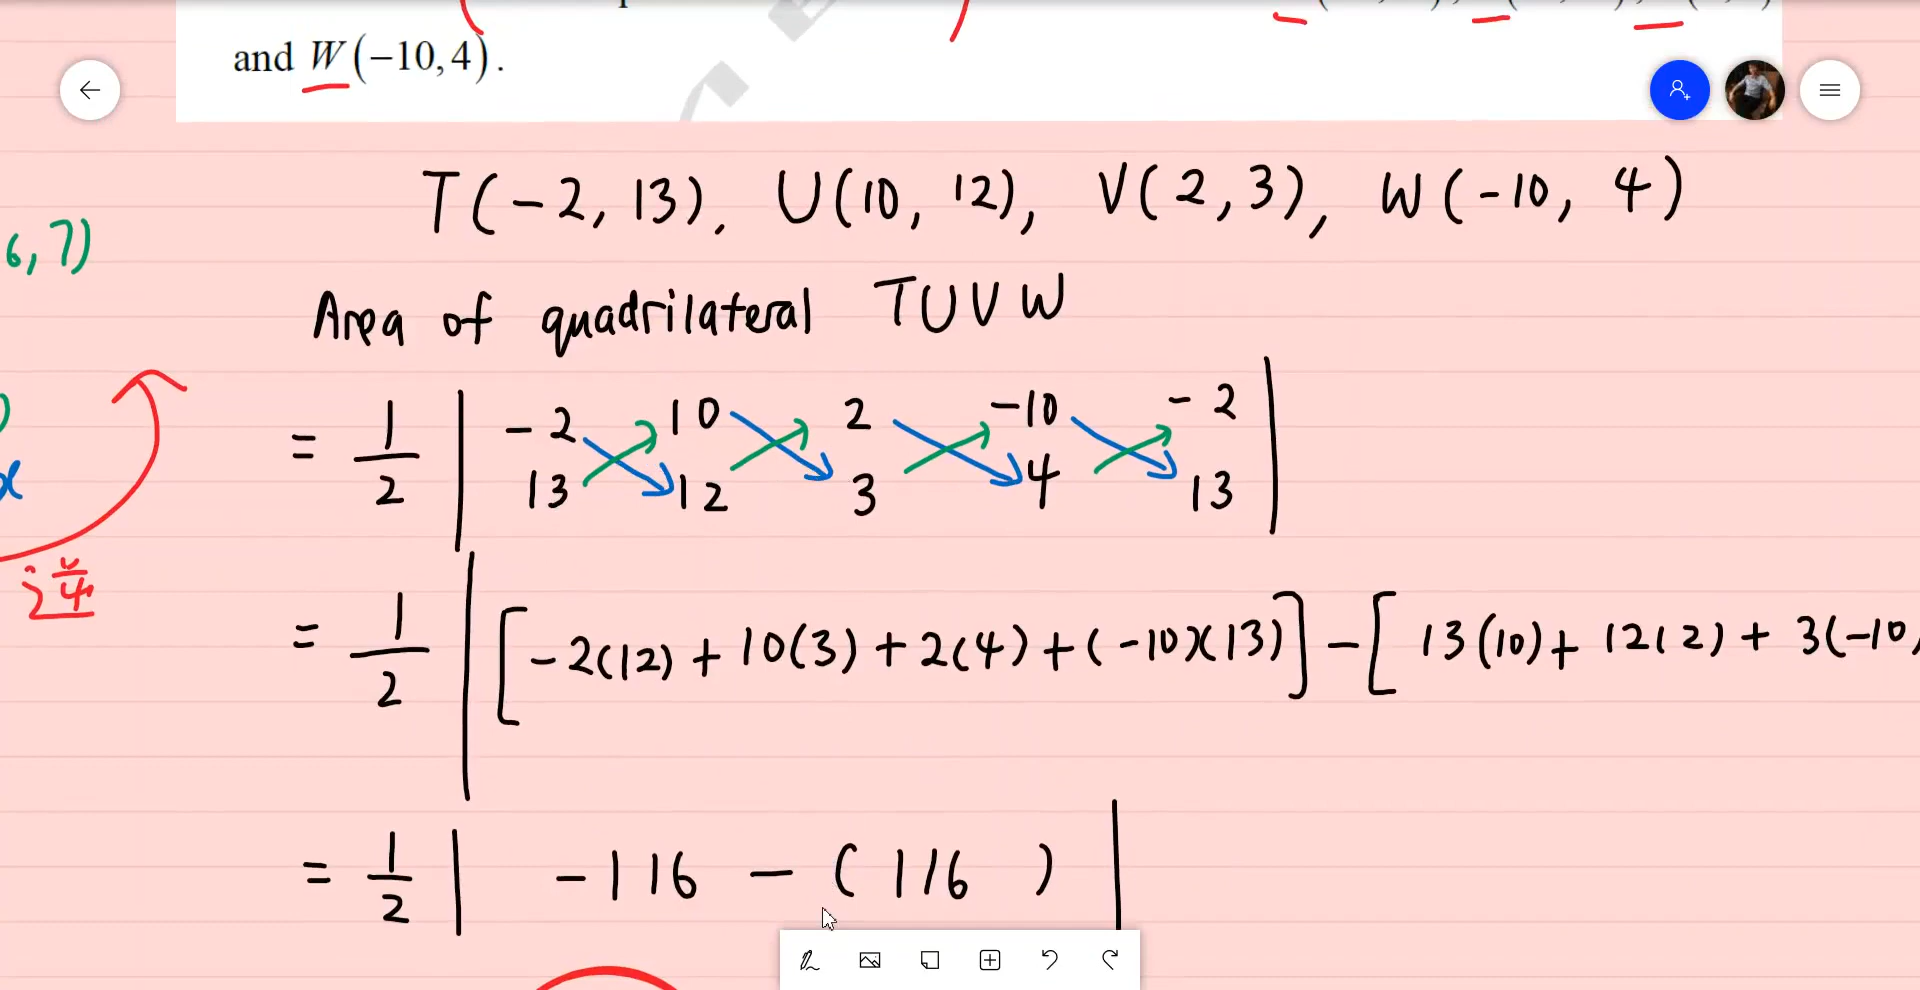 and W(−10, 4).
T(-2, 13), U(10, 12), V(2, 3), W(-10, 4)
6, 7)
Area of quadrilateral TUVW
= 1/2 | -2 10 2 -10 -2 |
13 12 3 4 13
x
= 1/2 | [-2(12) + 10(3) + 2(4) + (-10)(13)] - [13(10) + 12(2) + 3(-10)
= 1/2 | -116 - (116 ) |